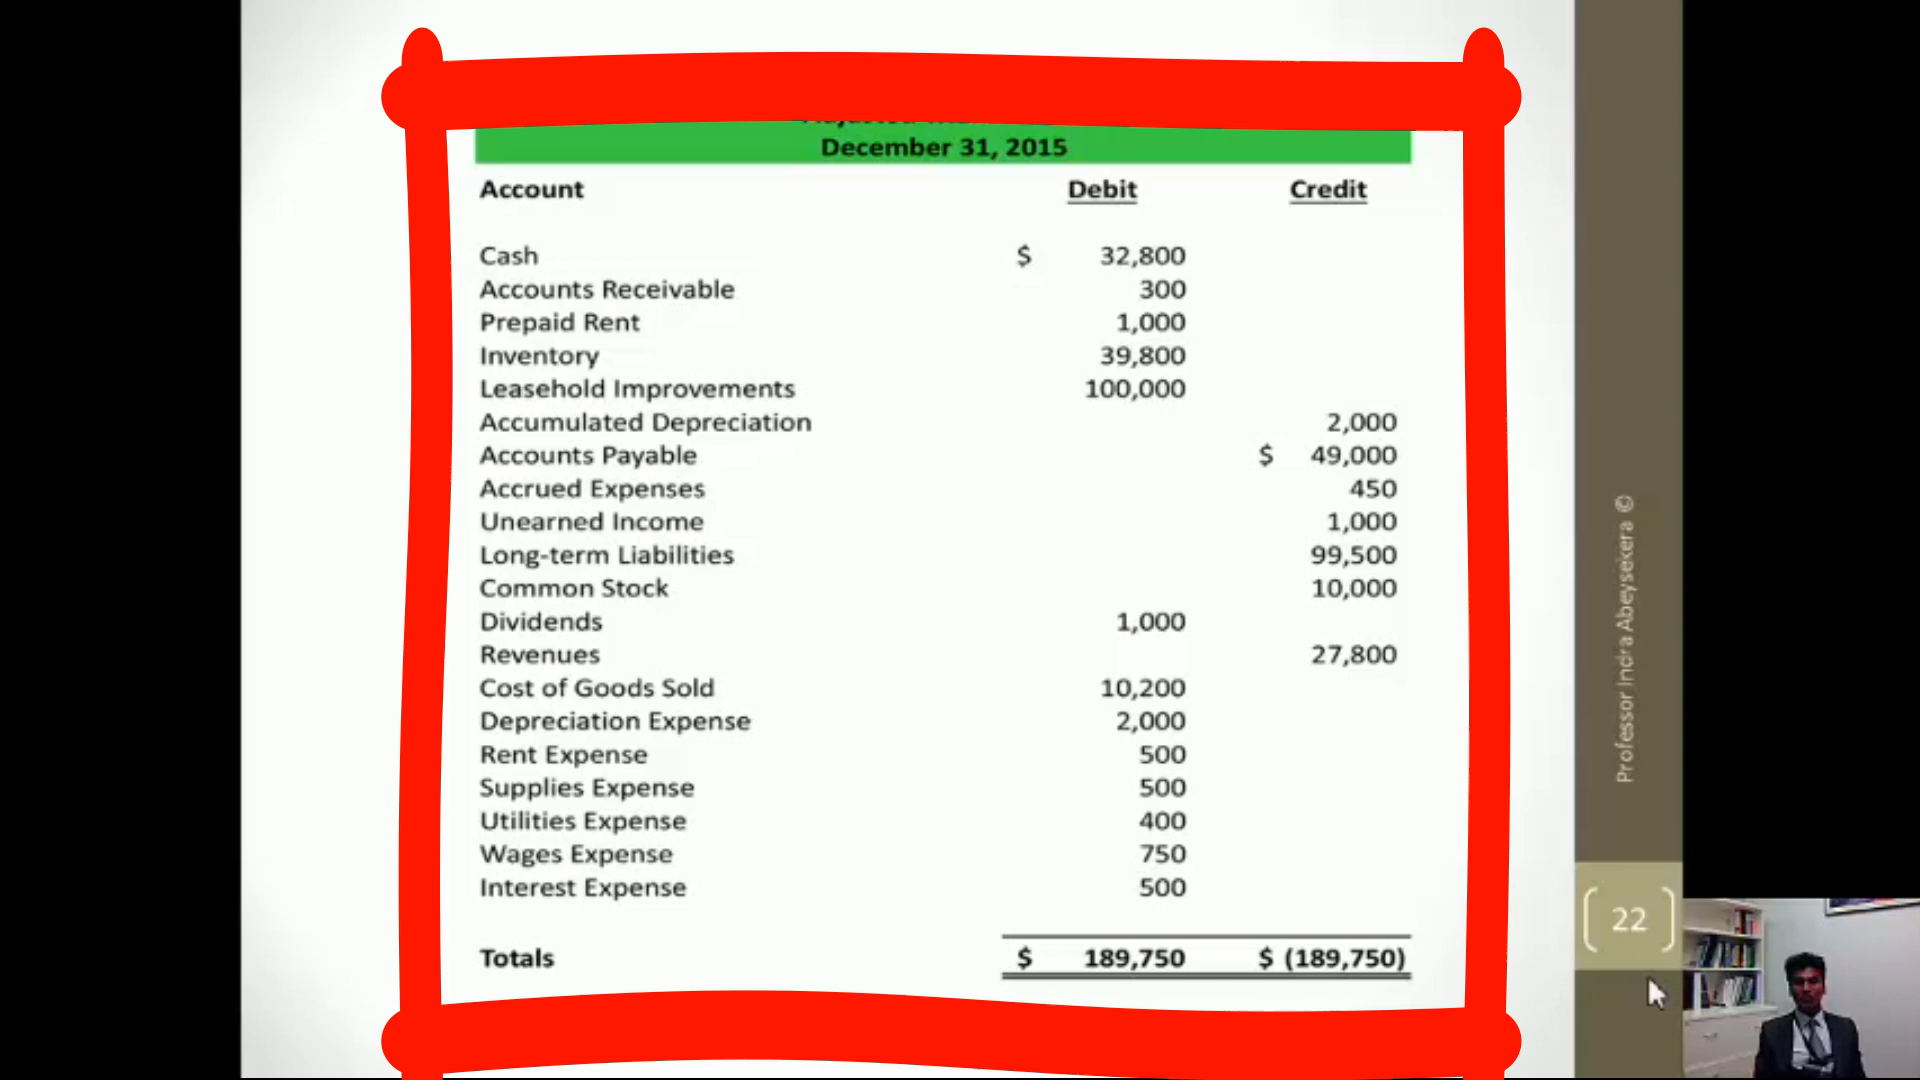 December 31, 2015
Account Debit Credit
Cash $ 32,800
Accounts Receivable 300
Prepaid Rent 1,000
Inventory 39,800
Leasehold Improvements 100,000
Accumulated Depreciation 2,000
Accounts Payable $ 49,000
Accrued Expenses 450
Unearned Income 1,000
Long-term Liabilities 99,500
Common Stock 10,000
Dividends 1,000
Revenues 27,800
Cost of Goods Sold 10,200
Depreciation Expense 2,000
Rent Expense 500
Supplies Expense 500
Utilities Expense 400
Wages Expense 750
Interest Expense 500
Totals $ 189,750 $ (189,750)
Professor Indra Abeysekera ©
22